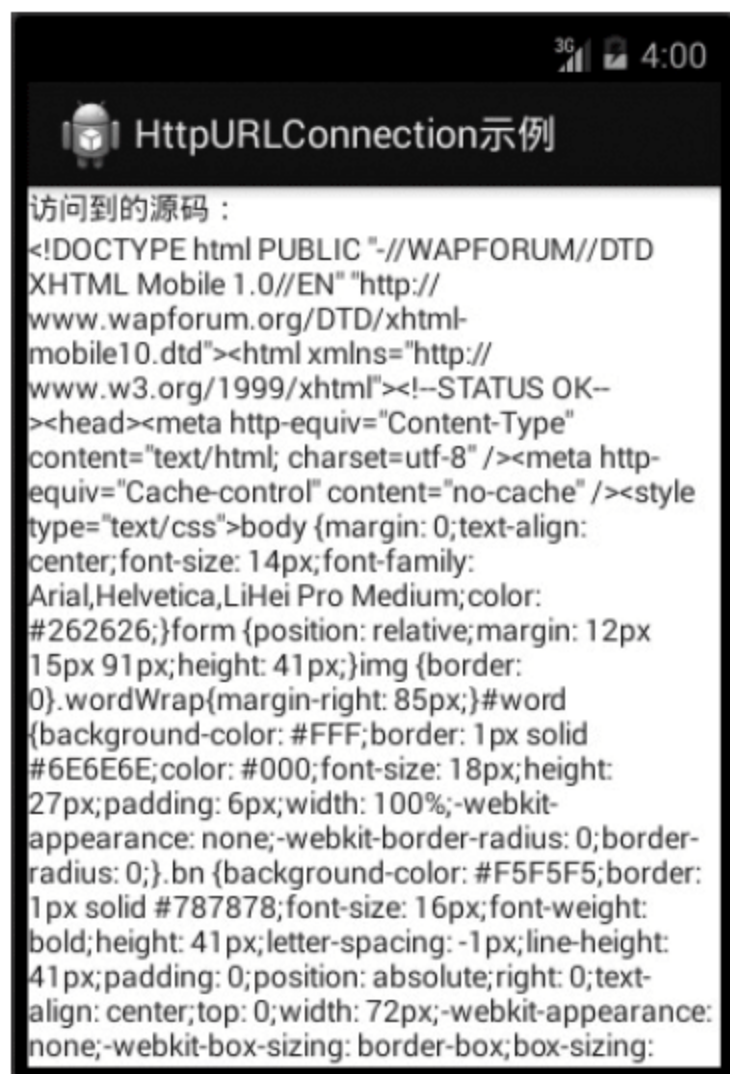 3G 4:00
HttpURLConnection示例
访问到的源码：
<!DOCTYPE html PUBLIC "-//WAPFORUM//DTD
XHTML Mobile 1.0//EN" "http://
www.wapforum.org/DTD/xhtml-
mobile10.dtd"><html xmlns="http://
www.w3.org/1999/xhtml"><!--STATUS OK--
><head><meta http-equiv="Content-Type"
content="text/html; charset=utf-8" /><meta http-
equiv="Cache-control" content="no-cache" /><style
type="text/css">body {margin: 0;text-align:
center;font-size: 14px;font-family:
Arial,Helvetica,LiHei Pro Medium;color:
#262626;}form {position: relative;margin: 12px
15px 91px;height: 41px;}img {border:
0}.wordWrap{margin-right: 85px;}#word
{background-color: #FFF;border: 1px solid
#6E6E6E;color: #000;font-size: 18px;height:
27px;padding: 6px;width: 100%;-webkit-
appearance: none;-webkit-border-radius: 0;border-
radius: 0;}.bn {background-color: #F5F5F5;border:
1px solid #787878;font-size: 16px;font-weight:
bold;height: 41px;letter-spacing: -1px;line-height:
41px;padding: 0;position: absolute;right: 0;text-
align: center;top: 0;width: 72px;-webkit-appearance:
none;-webkit-box-sizing: border-box;box-sizing: